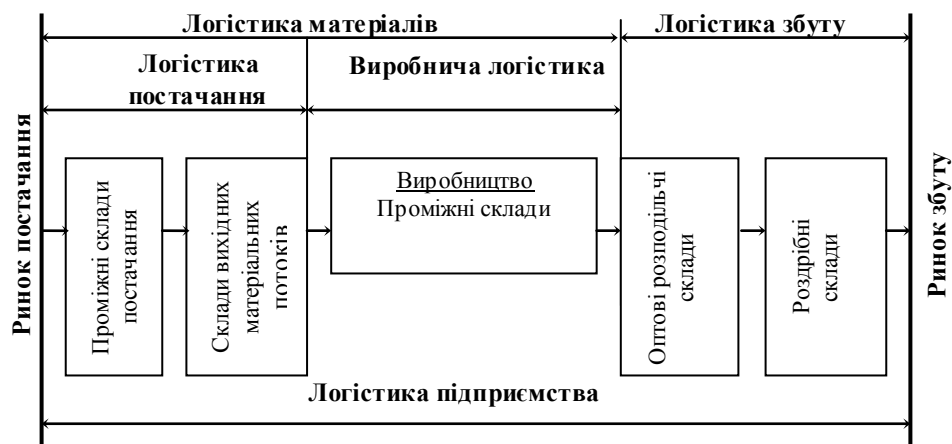 Логістика матеріалів
Логістика збуту
Логістика
постачання
Виробнича логістика
Ринок постачання
Проміжні склади
постачання
Склади вихідних
матеріальних
потоків
Виробництво
Проміжні склади
Оптові розподільчі
склади
Роздрібні
склади
Ринок збуту
Логістика підприємства